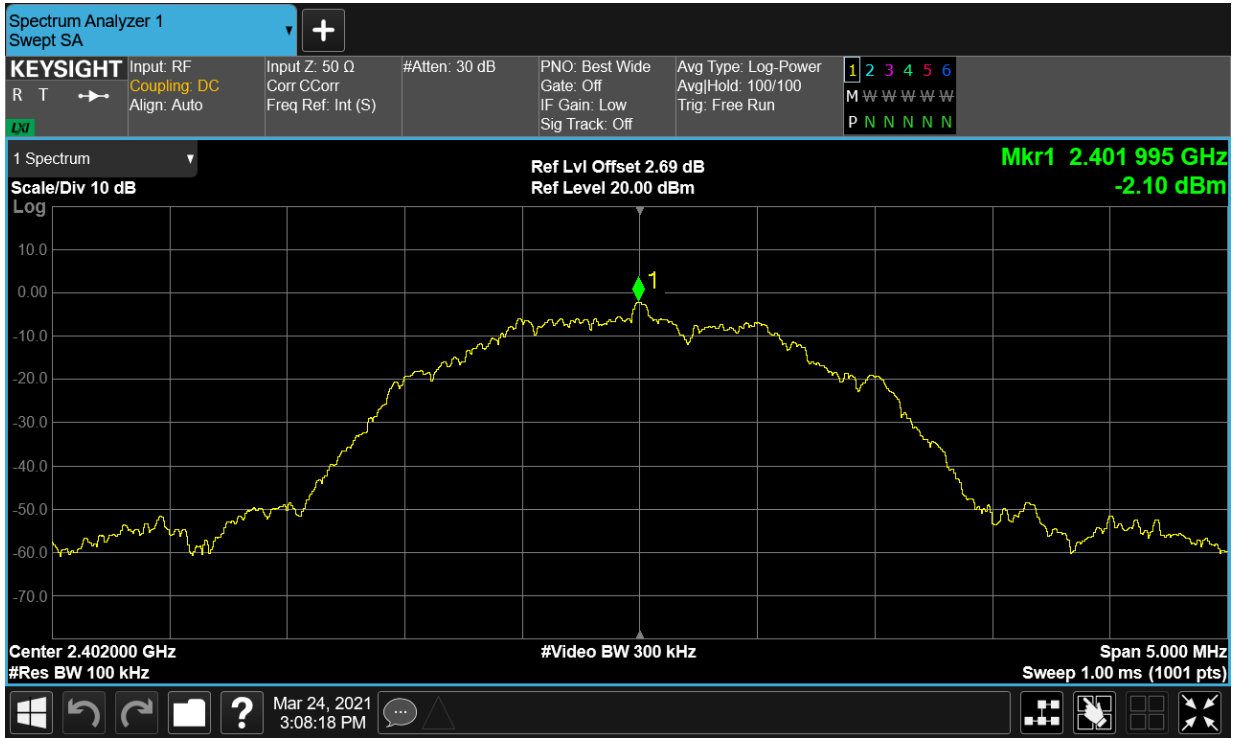 Spectrum Analyzer 1
Swept SA
KEYSIGHT
R T
LXI
Input: RF
Coupling: DC
Align: Auto
Input Z: 50 Ω
Corr CCorr
Freq Ref: Int (S)
#Atten: 30 dB
PNO: Best Wide
Gate: Off
IF Gain: Low
Sig Track: Off
Avg Type: Log-Power
Avg|Hold: 100/100
Trig: Free Run
1 2 3 4 5 6
M W W W W W
P N N N N N
1 Spectrum
Scale/Div 10 dB
Log
Ref Lvl Offset 2.69 dB
Ref Level 20.00 dBm
Mkr1 2.401 995 GHz
-2.10 dBm
1
10.0
0.00
-10.0
-20.0
-30.0
-40.0
-50.0
-60.0
-70.0
Center 2.402000 GHz
#Video BW 300 kHz
Span 5.000 MHz
#Res BW 100 kHz
Sweep 1.00 ms (1001 pts)
?
Mar 24, 2021
3:08:18 PM